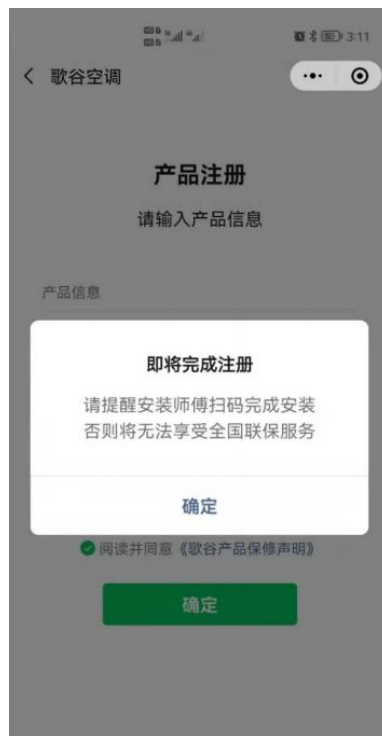 3:11
歌谷空调
产品注册
请输入产品信息
产品信息
即将完成注册
请提醒安装师傅扫码完成安装
否则将无法享受全国联保服务
确定
阅读并同意《歌谷产品保修声明》
确定